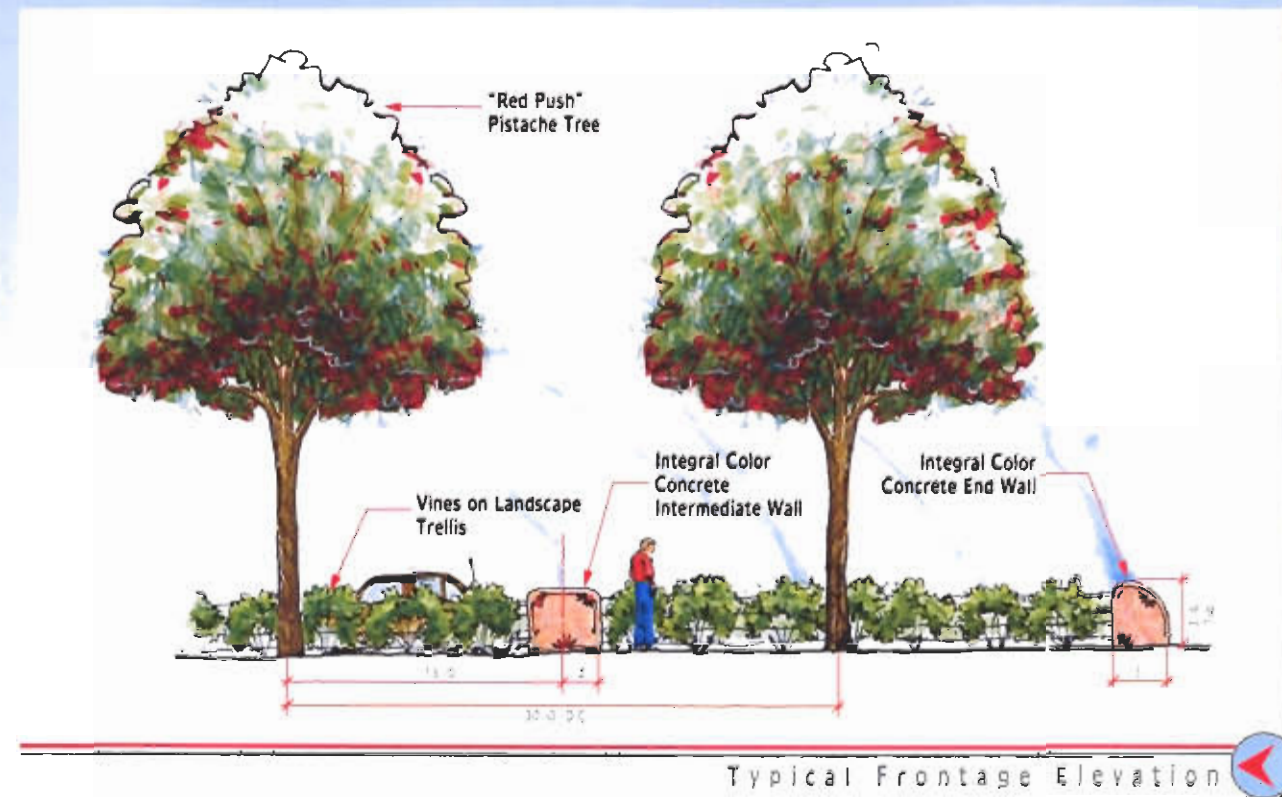 "Red Push"
Pistache Tree
Integral Color
Concrete
Intermediate Wall
Integral Color
Concrete End Wall
Vines on Landscape
Trellis
Typical Frontage Elevation